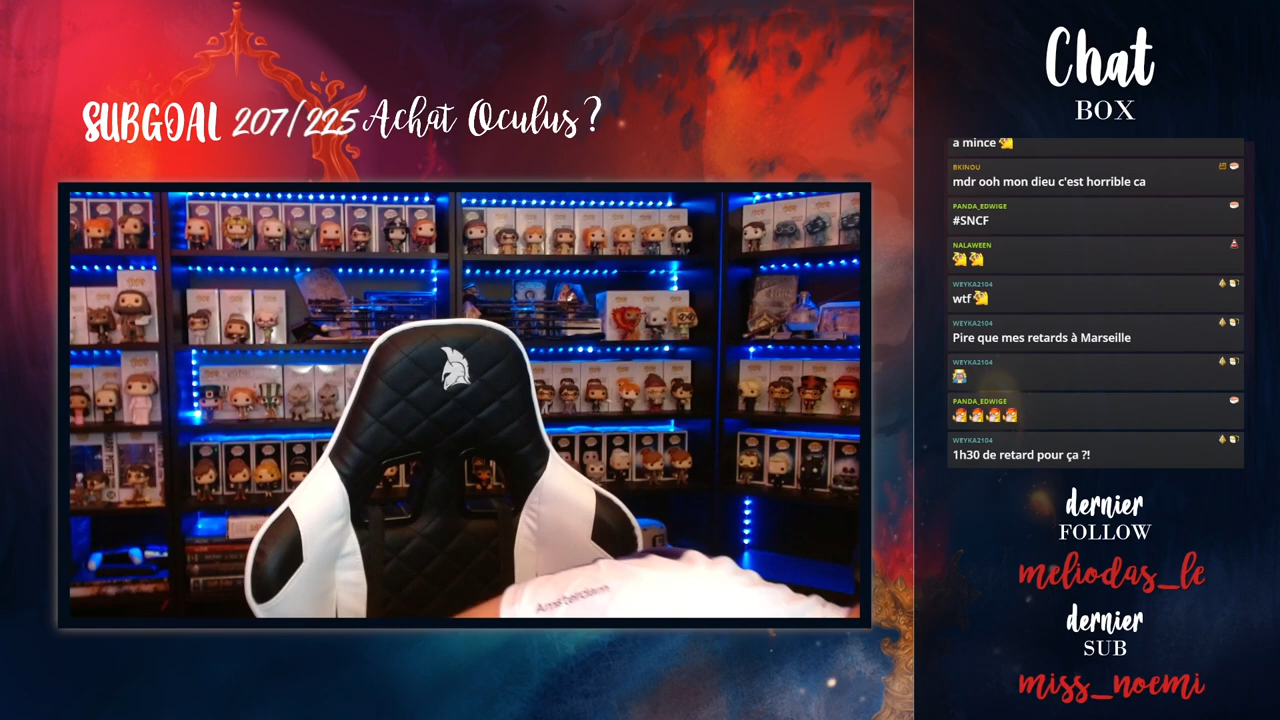 SUBGOAL 207/225 Achat Oculus?
Chat
BOX
a mince
BKINOU
mdr ooh mon dieu c'est horrible ca
PANDA_EDWIGE
#SNCF
NALAWEEN
WEYKA2104
wtf
WEYKA2104
Pire que mes retards à Marseille
WEYKA2104
PANDA_EDWIGE
WEYKA2104
1h30 de retard pour ça ?!
dernier
FOLLOW
meliodas_le
dernier
SUB
miss_noemi